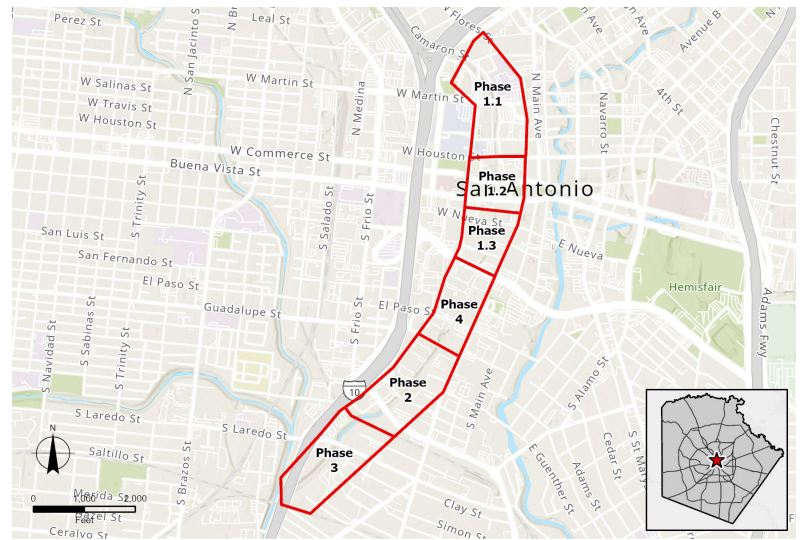 N Flores St
Perez St
Leal St
N Br
N San Jacinto St
Camaron St
Avenue B
W Salinas St
W Martin St
N Medina
W Martin St
Phase
1.1
N Main Ave
4th St
Navarro St
W Travis St
W Houston St
Chestnut St
W Commerce St
W Houston St
Buena Vista St
Phase
1.2
San Antonio
S Trinity St
S Salado St
S Frio St
W Nueva St
San Luis St
Phase
1.3
E Nueva
San Fernando St
El Paso St
Hemisfair
Guadalupe St
El Paso St
Phase
4
Adams Fwy
S Navidad St
S Sabinas St
S Trinity St
S Frio St
10
Phase
2
S Main Ave
S Alamo St
S Laredo St
S Laredo St
N
Saltillo St
S Brazos St
Phase
3
E Guenther St
Adams St
Cedar St
S St Mary
Merida St
0 1,000 2,000
Hazel St
Feet
Clay St
Ceralvo St
Simon St